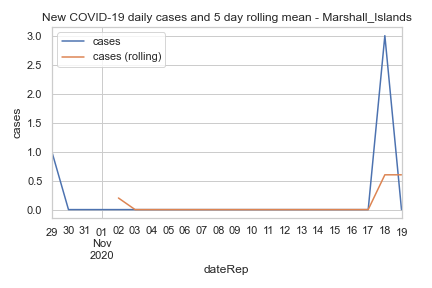 New COVID-19 daily cases and 5 day rolling mean - Marshall_Islands
cases
cases (rolling)
3.0
2.5
2.0
1.5
1.0
0.5
0.0
cases
29 30 31 01 02 03 04 05 06 07 08 09 10 11 12 13 14 15 16 17 18 19
Nov
2020
dateRep